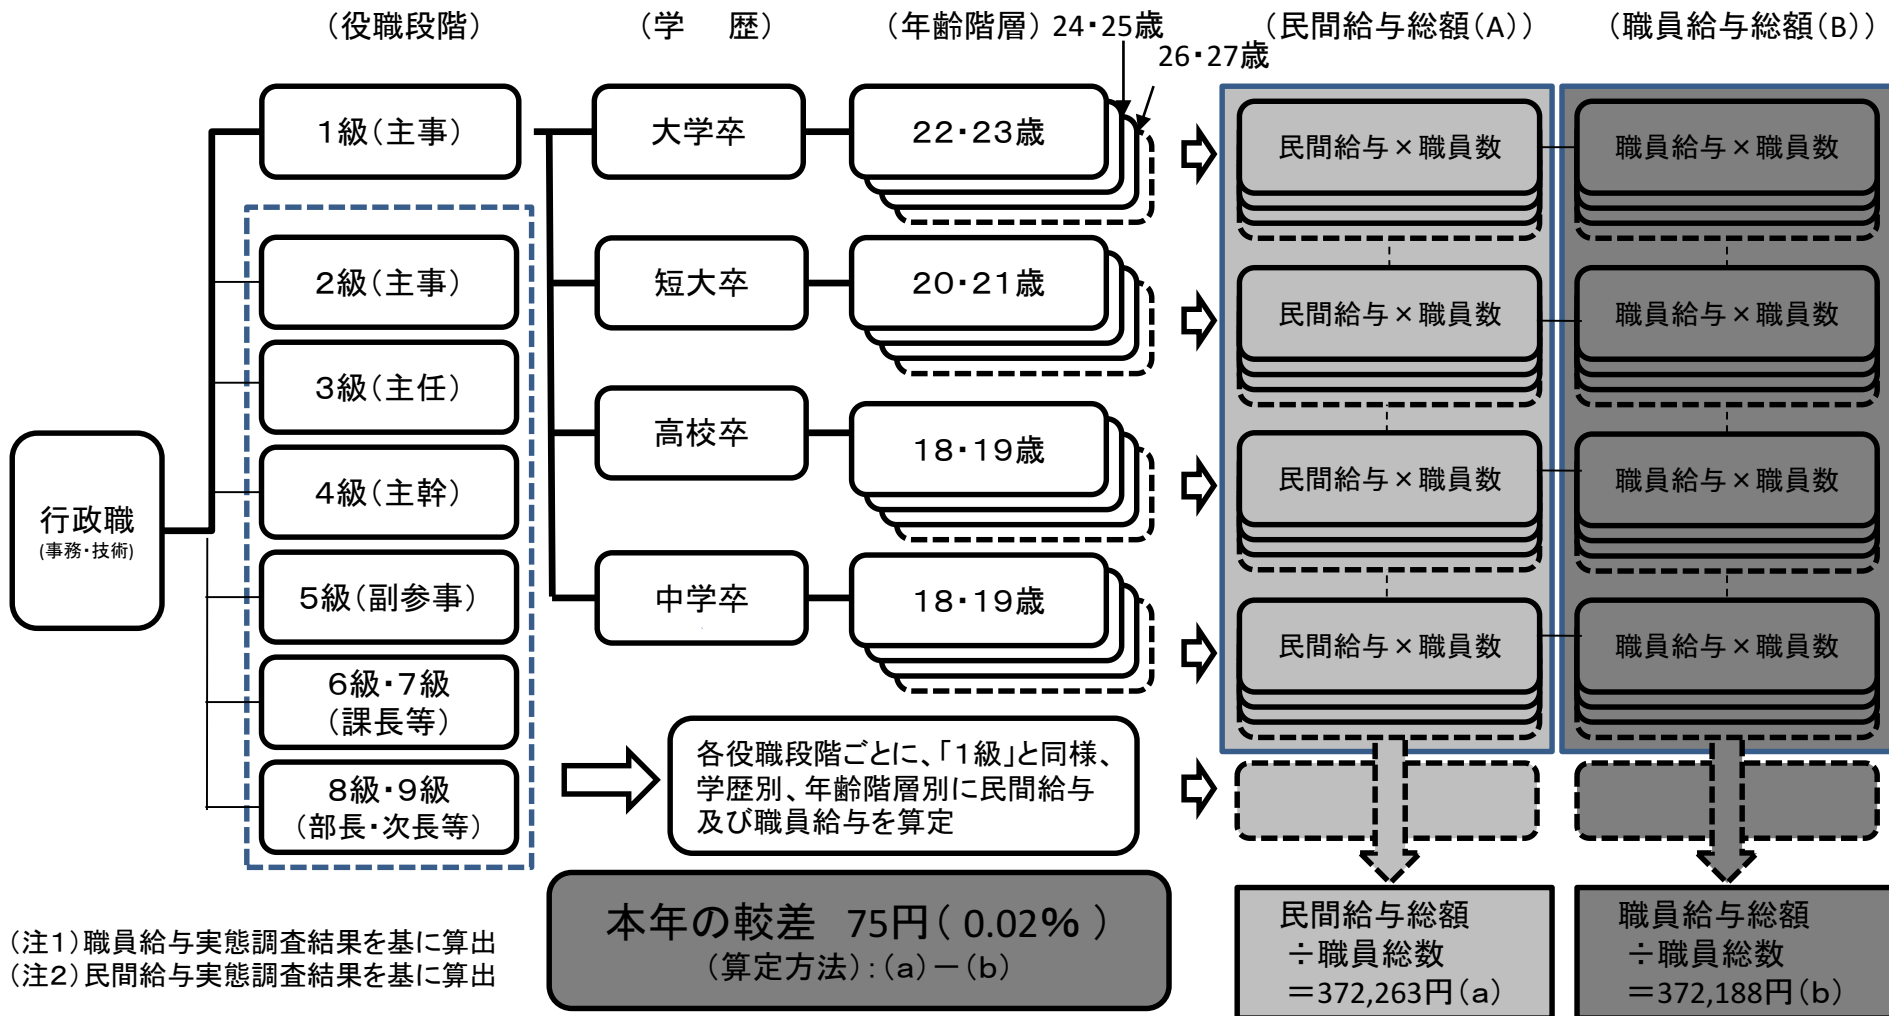 (役職段階)
(学　歴)
(年齢階層)
24・25歳
26・27歳
(民間給与総額(A))
(職員給与総額(B))
行政職
(事務・技術)
1級(主事)
2級(主事)
3級(主任)
4級(主幹)
5級(副参事)
6級・7級
(課長等)
8級・9級
(部長・次長等)
大学卒
短大卒
高校卒
中学卒
22・23歳
20・21歳
18・19歳
18・19歳
民間給与×職員数
職員給与×職員数
民間給与×職員数
職員給与×職員数
民間給与×職員数
職員給与×職員数
民間給与×職員数
職員給与×職員数
各役職段階ごとに、「1級」と同様、
学歴別、年齢階層別に民間給与
及び職員給与を算定
本年の較差　75円( 0.02% )
(算定方法):(a)-(b)
民間給与総額
÷職員総数
=372,263円(a)
職員給与総額
÷職員総数
=372,188円(b)
(注1)職員給与実態調査結果を基に算出
(注2)民間給与実態調査結果を基に算出